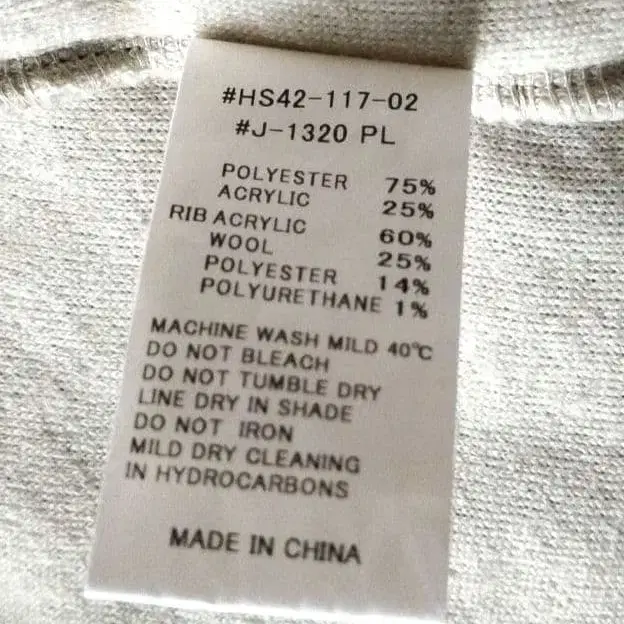 #HS42-117-02
#J-1320 PL
POLYESTER 75%
ACRYLIC 25%
RIB ACRYLIC 60%
WOOL 25%
POLYESTER 14%
POLYURETHANE 1%
MACHINE WASH MILD 40℃
DO NOT BLEACH
DO NOT TUMBLE DRY
LINE DRY IN SHADE
DO NOT IRON
MILD DRY CLEANING
IN HYDROCARBONS
MADE IN CHINA